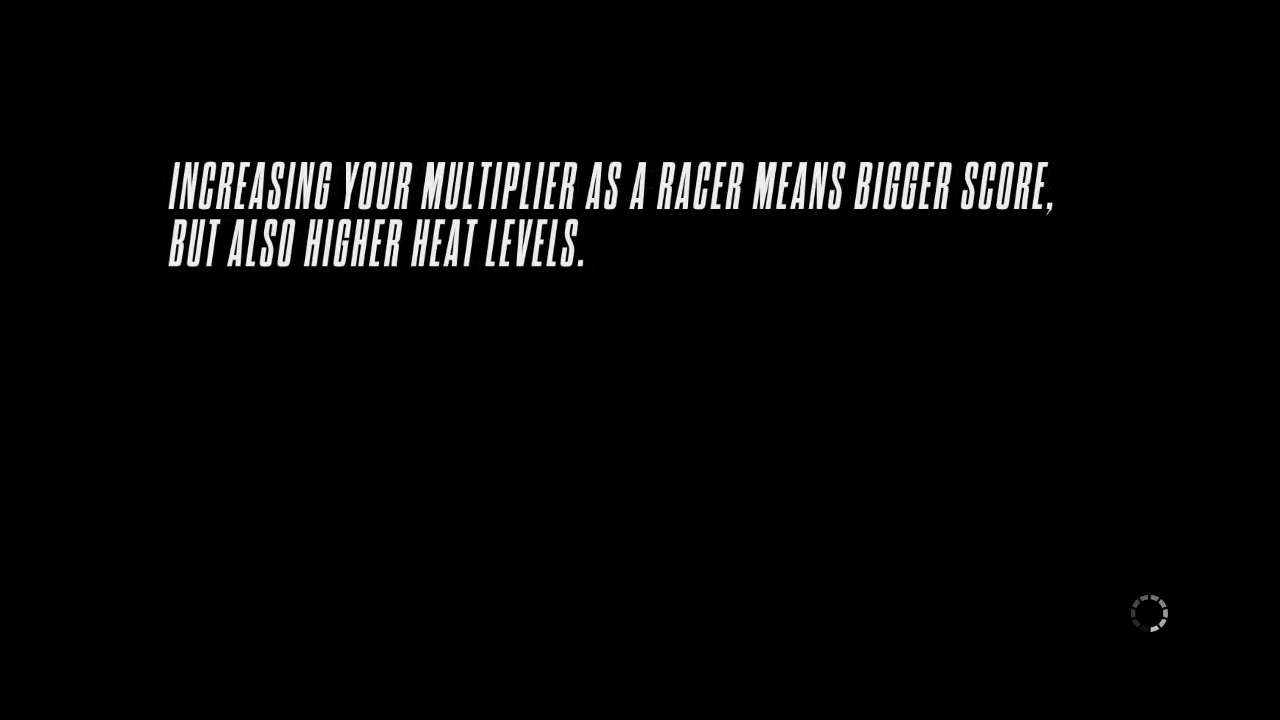 INCREASING YOUR MULTIPLIER AS A RACER MEANS BIGGER SCORE,
BUT ALSO HIGHER HEAT LEVELS.